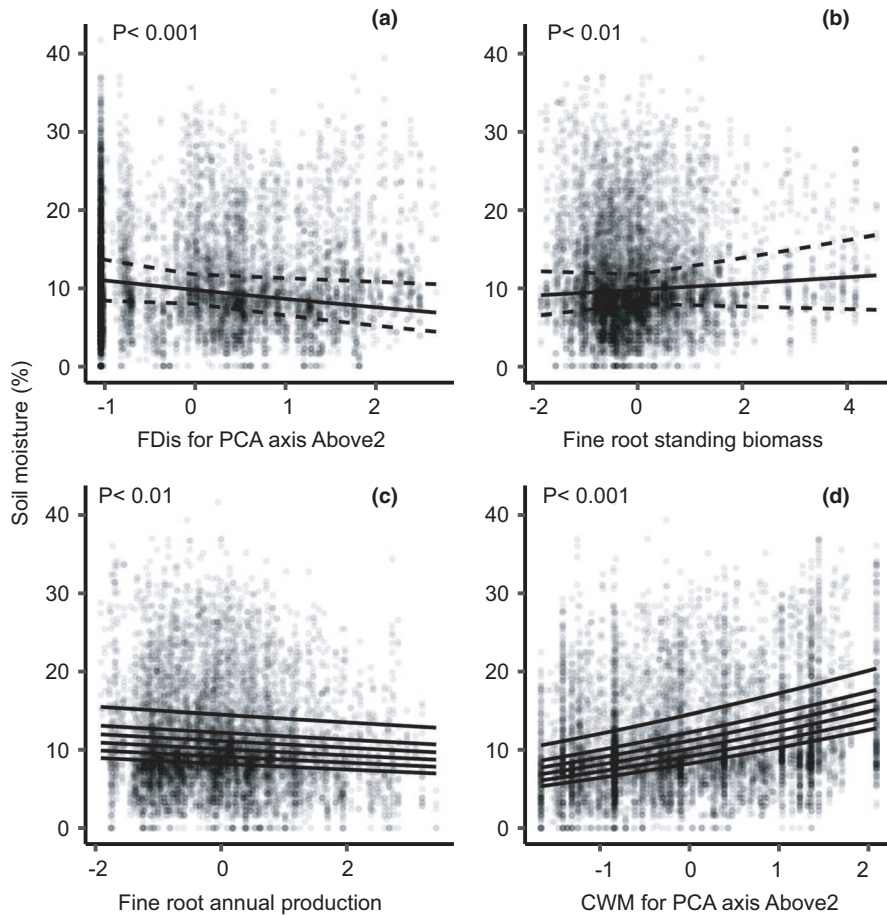 P< 0.001
(a)
40
30
20
10
0
-1
0
1
2
FDis for PCA axis Above2
P< 0.01
(b)
40
30
20
10
0
-2
0
2
4
Fine root standing biomass
Soil moisture (%)
P< 0.01
(c)
40
30
20
10
0
-2
0
2
Fine root annual production
P< 0.001
(d)
40
30
20
10
0
-1
0
1
2
CWM for PCA axis Above2